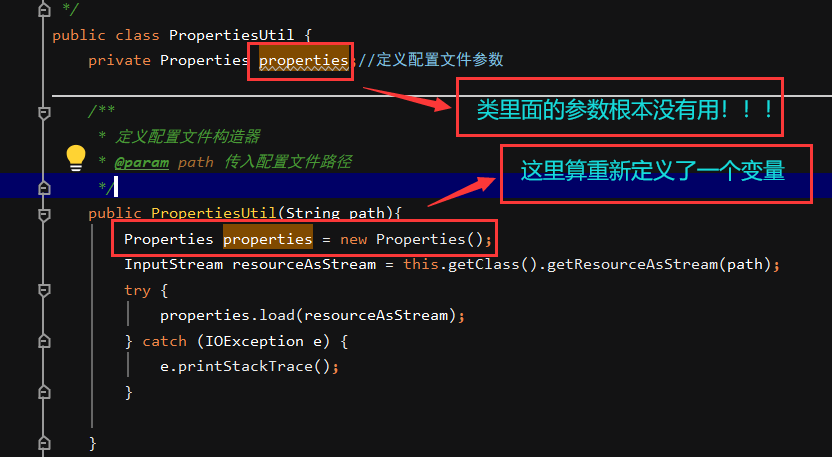 */
public class PropertiesUtil {
private Properties properties;//定义配置文件参数
类里面的参数根本没有用！！！
/**
* 定义配置文件构造器
* @param path 传入配置文件路径
这里算重新定义了一个变量
*/
public PropertiesUtil(String path){
Properties properties = new Properties();
InputStream resourceAsStream = this.getClass().getResourceAsStream(path);
try {
properties.load(resourceAsStream);
} catch (IOException e) {
e.printStackTrace();
}
}